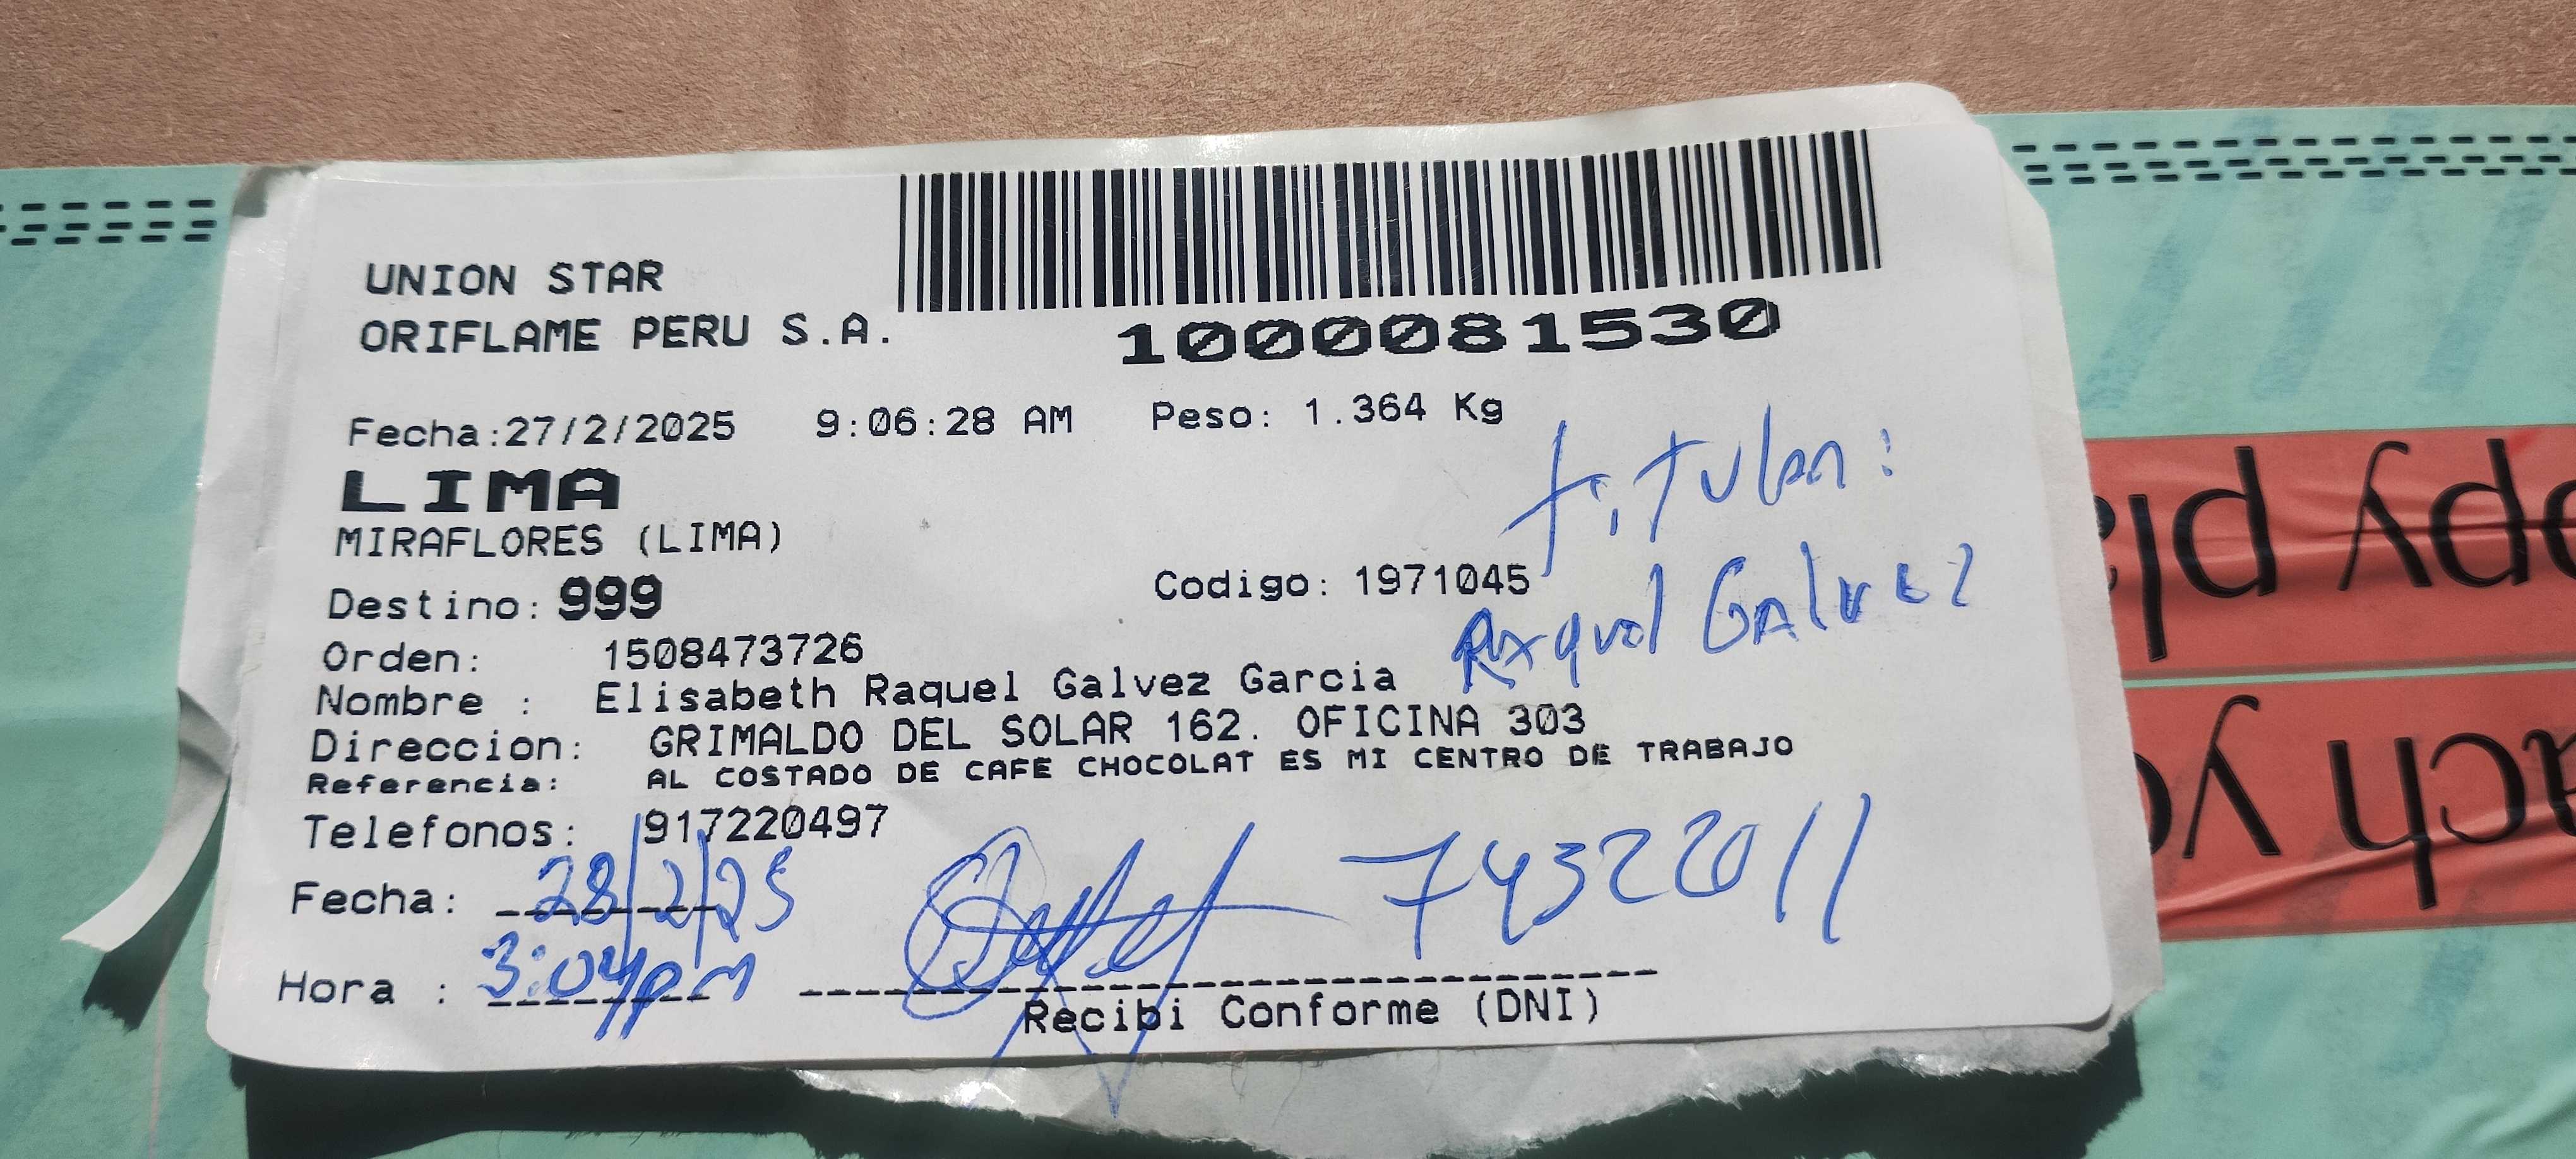 UNION STAR
ORIFLAME PERU S.A.
1000081530
Fecha:27/2/2025 9:06:28 AM Peso: 1.364 Kg
LIMA
MIRAFLORES (LIMA)
titular:
Destino: 999 Codigo: 1971045
Raquel Galvez
Orden: 1508473726
Nombre : Elisabeth Raquel Galvez Garcia
Direccion: GRIMALDO DEL SOLAR 162. OFICINA 303
Referencia: AL COSTADO DE CAFE CHOCOLAT ES MI CENTRO DE TRABAJO
Telefonos: 917220497
Fecha: 28/2/25 74322011
Hora : 3:04pm
Recibi Conforme (DNI)